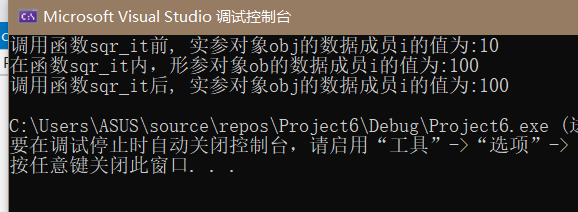 Microsoft Visual Studio 调试控制台
调用函数sqr_it前, 实参对象obj的数据成员i的值为:10
在函数sqr_it内，形参对象ob的数据成员i的值为:100
调用函数sqr_it后, 实参对象obj的数据成员i的值为:100
C:\Users\ASUS\source\repos\Project6\Debug\Project6.exe (
要在调试停止时自动关闭控制台，请启用“工具”->“选项”->
按任意键关闭此窗口. . .